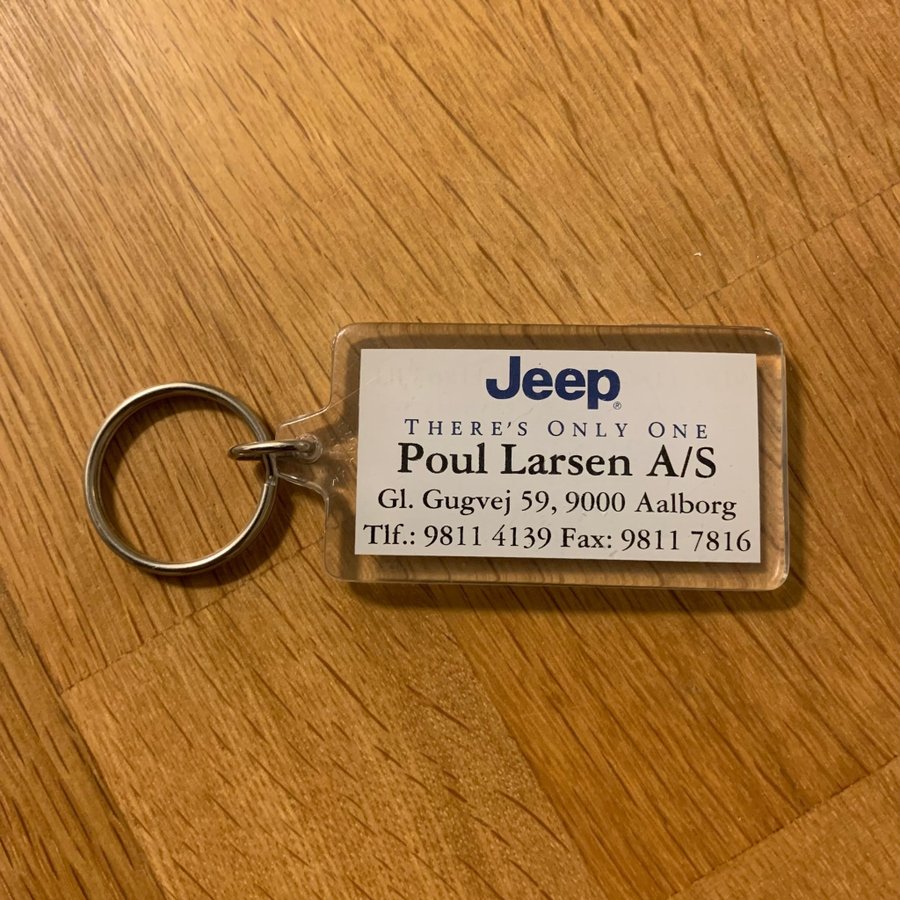 Jeep®
THERE'S ONLY ONE
Poul Larsen A/S
Gl. Gugvej 59, 9000 Aalborg
Tlf.: 9811 4139 Fax: 9811 7816